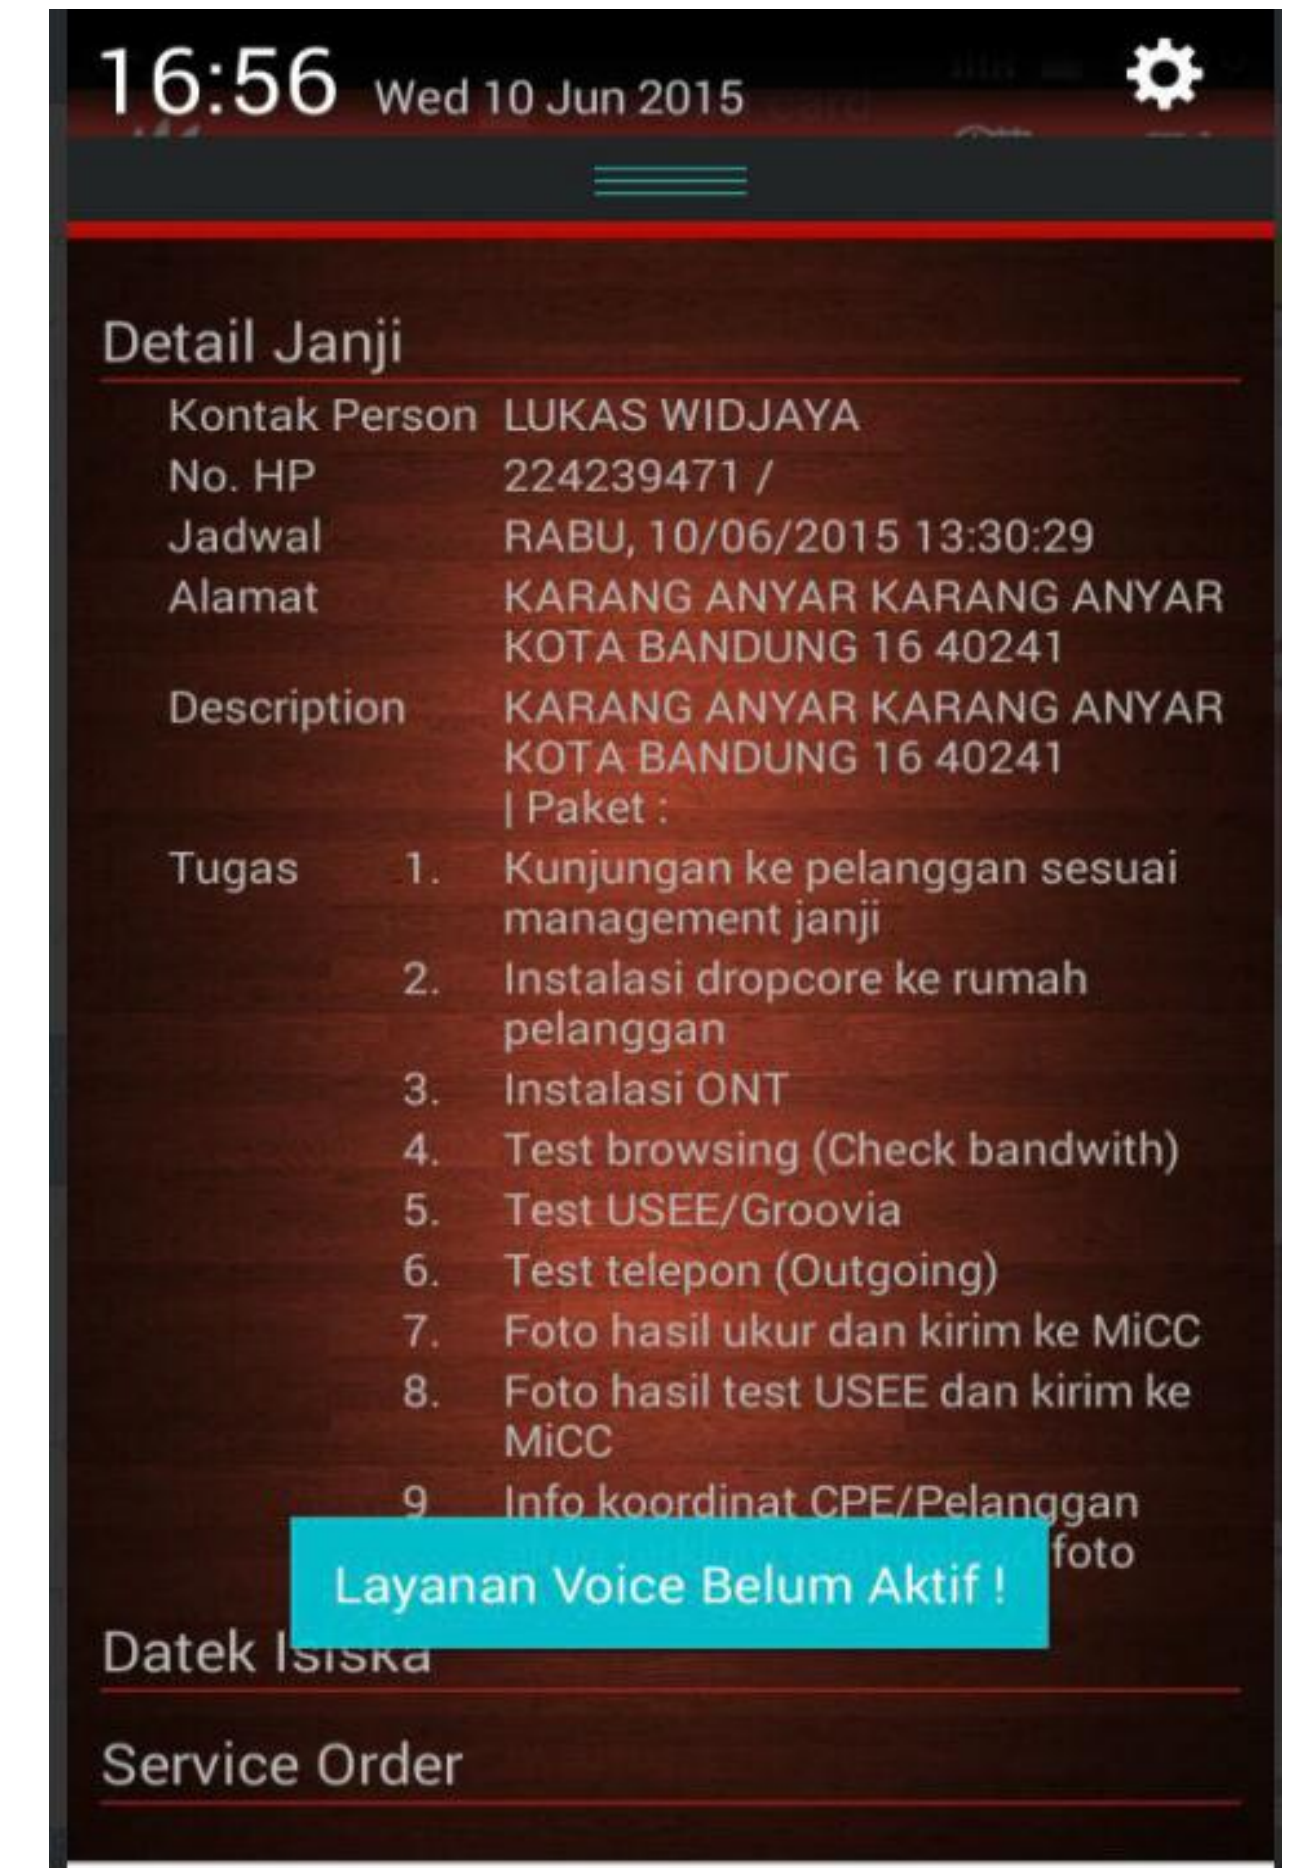 16:56 Wed 10 Jun 2015
Detail Janji
Kontak Person LUKAS WIDJAYA
No. HP 224239471 /
Jadwal RABU, 10/06/2015 13:30:29
Alamat KARANG ANYAR KARANG ANYAR
KOTA BANDUNG 16 40241
Description KARANG ANYAR KARANG ANYAR
KOTA BANDUNG 16 40241
| Paket :
Tugas 1. Kunjungan ke pelanggan sesuai
management janji
2. Instalasi dropcore ke rumah
pelanggan
3. Instalasi ONT
4. Test browsing (Check bandwith)
5. Test USEE/Groovia
6. Test telepon (Outgoing)
7. Foto hasil ukur dan kirim ke MiCC
8. Foto hasil test USEE dan kirim ke
MiCC
9 Info koordinat CPE/Pelanggan
foto
Layanan Voice Belum Aktif !
Datek Isiska
Service Order